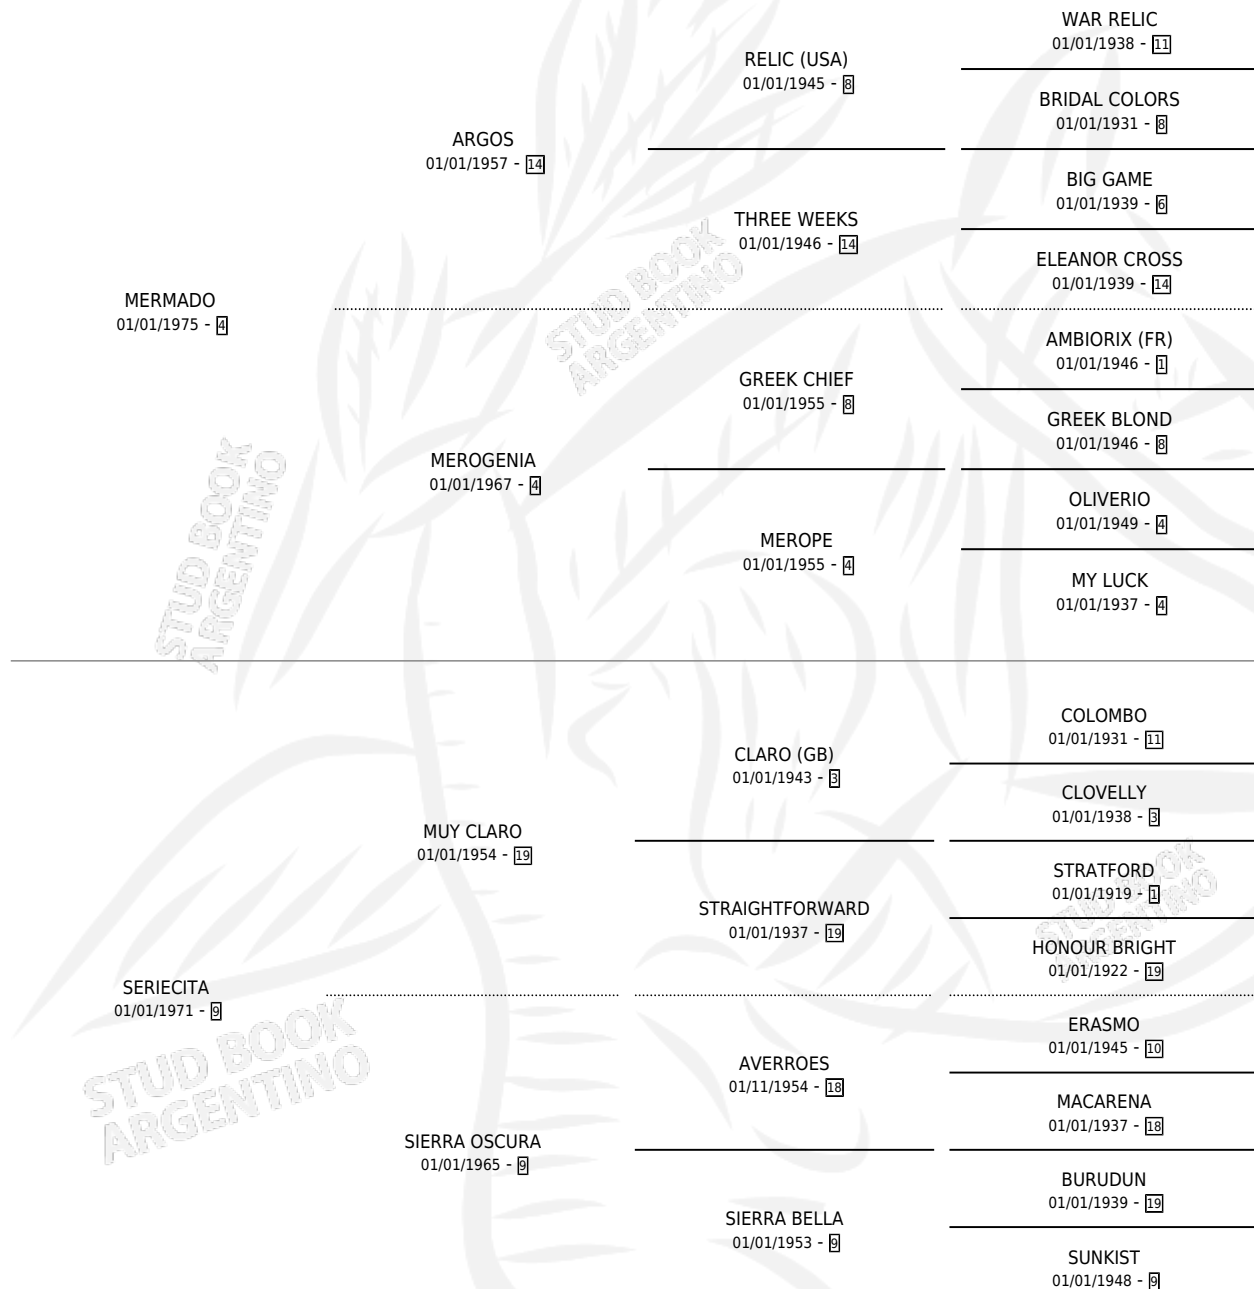 WAR RELIC
01/01/1938 - 11
RELIC (USA)
01/01/1945 - 8
BRIDAL COLORS
01/01/1931 - 8
ARGOS
01/01/1957 - 14
BIG GAME
01/01/1939 - 6
THREE WEEKS
01/01/1946 - 14
ELEANOR CROSS
01/01/1939 - 14
MERMADO
01/01/1975 - 4
STUD BOOK
ARGENTINO
AMBIORIX (FR)
01/01/1946 - 1
GREEK CHIEF
01/01/1955 - 8
GREEK BLOND
01/01/1946 - 8
MEROGENIA
01/01/1967 - 4
OLIVERIO
01/01/1949 - 4
MEROPE
01/01/1955 - 4
MY LUCK
01/01/1937 - 4
STUD BOOK
ARGENTINO
COLOMBO
01/01/1931 - 11
CLARO (GB)
01/01/1943 - 3
CLOVELLY
01/01/1938 - 3
MUY CLARO
01/01/1954 - 19
STRATFORD
01/01/1919 - 1
STRAIGHTFORWARD
01/01/1937 - 19
HONOUR BRIGHT
01/01/1922 - 19
STUD BOOK
ARGENTINO
SERIECITA
01/01/1971 - 9
ERASMO
01/01/1945 - 10
AVERROES
01/11/1954 - 18
MACARENA
01/01/1937 - 18
STUD BOOK
ARGENTINO
SIERRA OSCURA
01/01/1965 - 9
BURUDUN
01/01/1939 - 19
SIERRA BELLA
01/01/1953 - 9
SUNKIST
01/01/1948 - 9